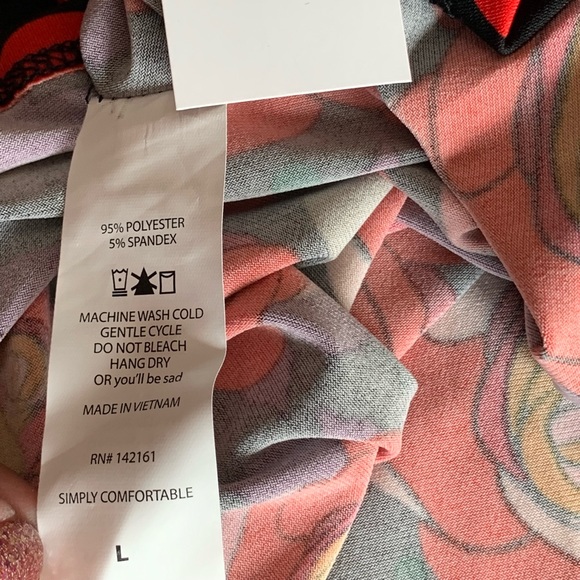 95% POLYESTER
5% SPANDEX
MACHINE WASH COLD
GENTLE CYCLE
DO NOT BLEACH
HANG DRY
OR you'll be sad
MADE IN VIETNAM
RN# 142161
SIMPLY COMFORTABLE
L